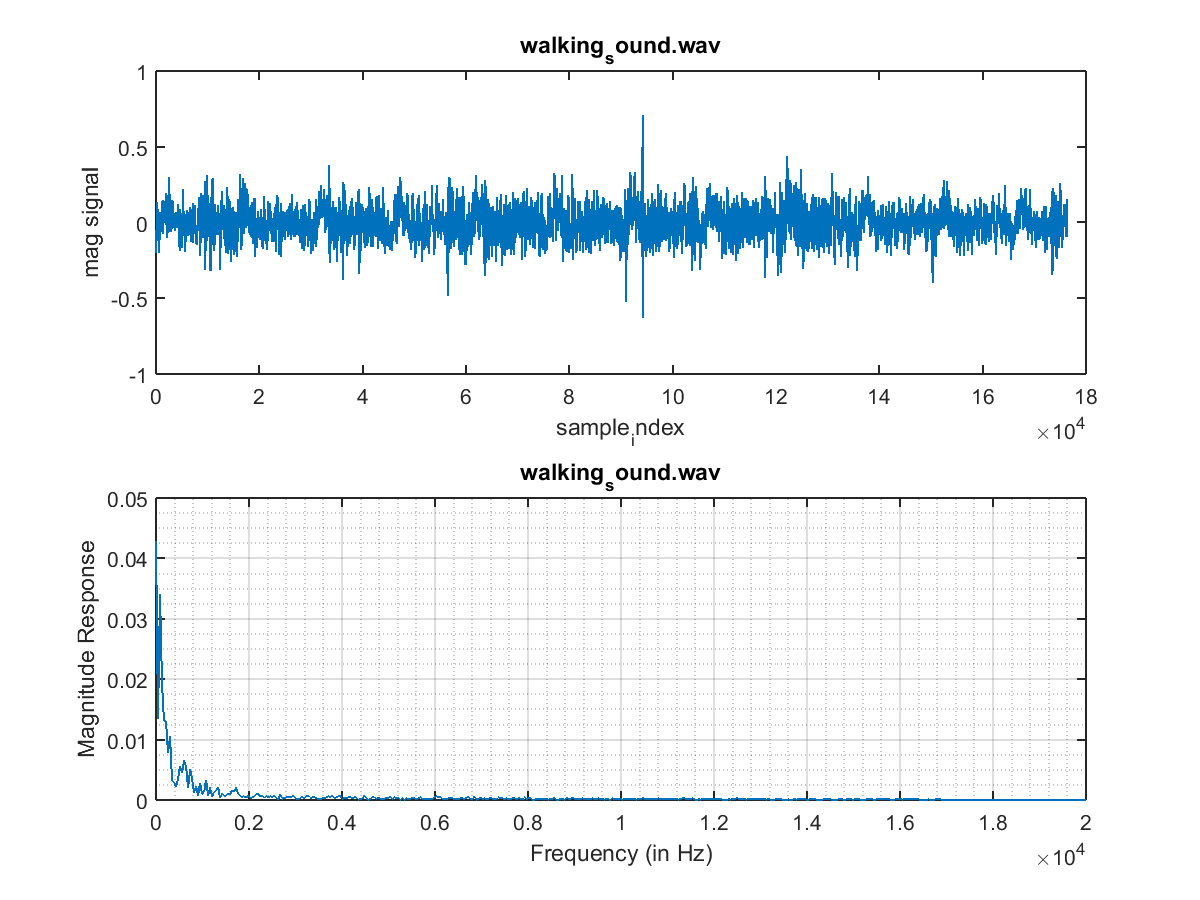 walking_sound.wav
1
0.5
0
-0.5
-1
mag signal
0 2 4 6 8 10 12 14 16 18
sample_index
×10^4
walking_sound.wav
0.05
0.04
0.03
0.02
0.01
0
Magnitude Response
0 0.2 0.4 0.6 0.8 1 1.2 1.4 1.6 1.8 2
Frequency (in Hz)
×10^4